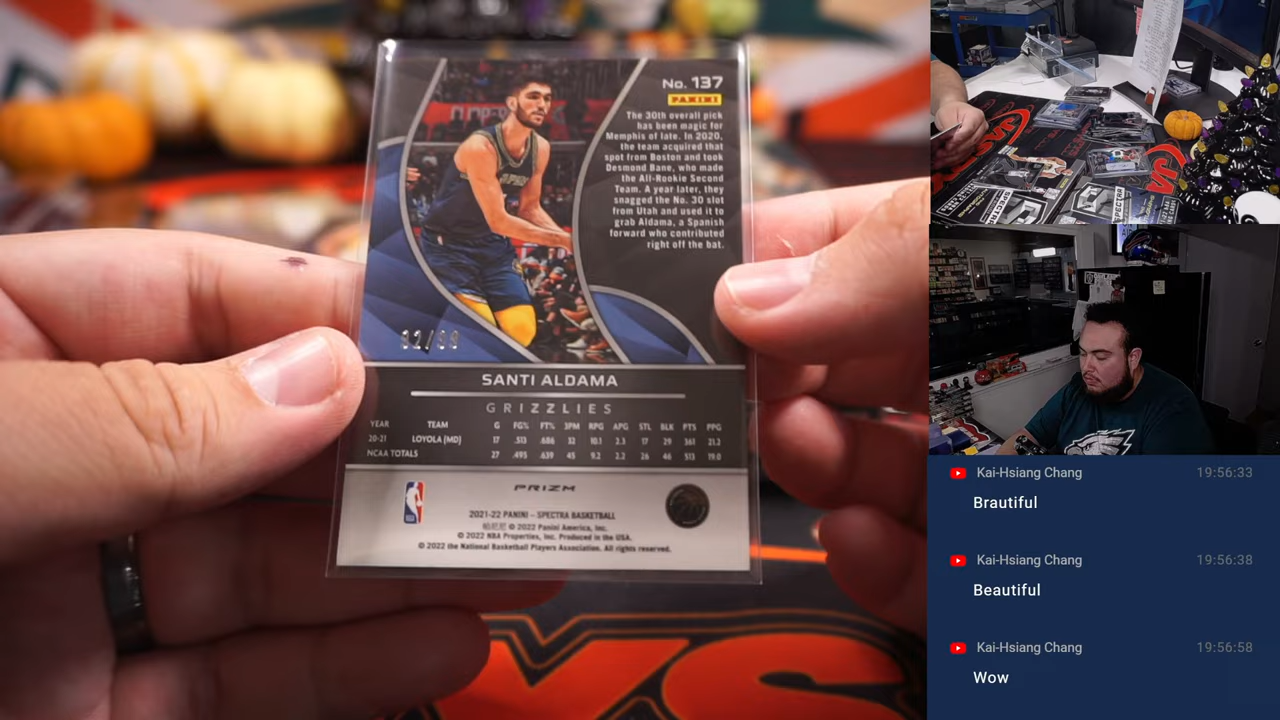 No. 137
PANINI
The 30th overall pick
has been magic for
Memphis of late. In 2020,
the team acquired that
spot from Boston and took
Desmond Bane, who made
the All-Rookie Second
Team. A year later, they
snagged the No. 30 slot
from Utah and used it to
grab Aldama, a Spanish
forward who contributed
right off the bat.
SANTI ALDAMA
GRIZZLIES
YEAR TEAM G FG% FT% 3PM RPG APG STL BLK PTS PPG
20-21 LOYOLA (MD) 17 .513 .686 32 10.1 2.3 17 29 361 21.2
NCAA TOTALS 27 .495 .639 45 9.2 2.2 26 46 513 19.0
PRIZM
2021-22 PANINI – SPECTRA BASKETBALL
帕尼尼 © 2022 Panini America, Inc.
© 2022 NBA Properties, Inc. Produced in the USA.
© 2022 the National Basketball Players Association. All rights reserved.
Kai-Hsiang Chang 19:56:33
Brautiful
Kai-Hsiang Chang 19:56:38
Beautiful
Kai-Hsiang Chang 19:56:58
Wow